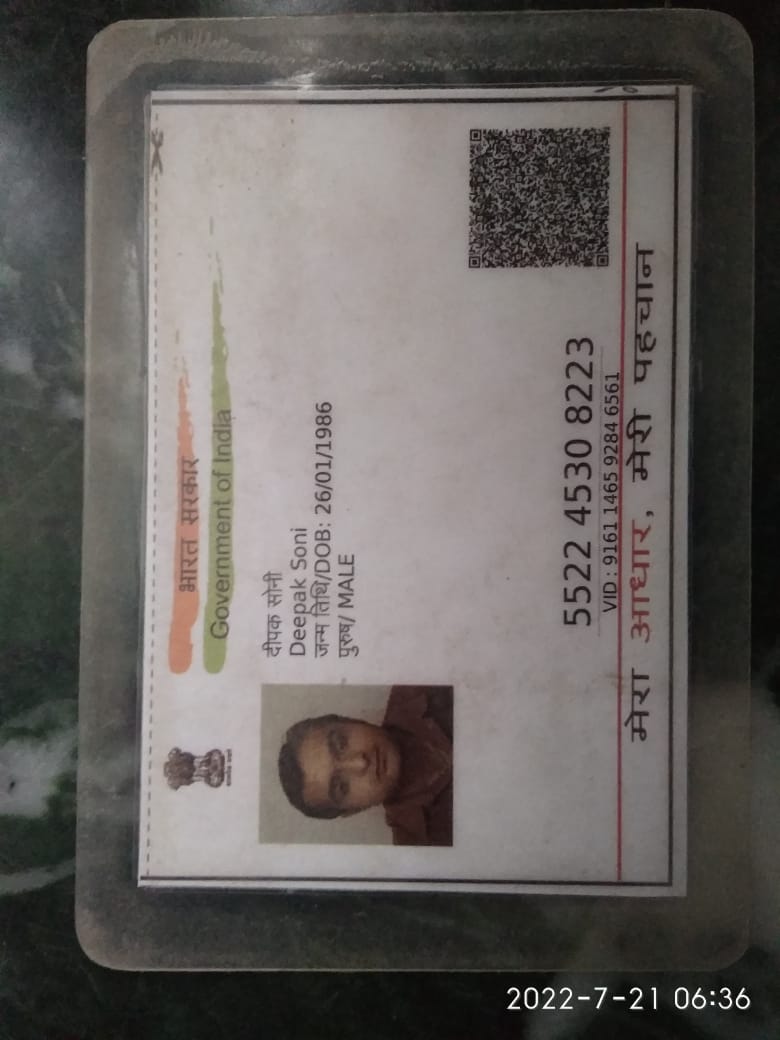 भारत सरकार
Government of India
दीपक सोनी
Deepak Soni
जन्म तिथि/DOB: 26/01/1986
पुरुष/ MALE
5522 4530 8223
VID : 9161 1465 9284 6561
मेरा आधार, मेरी पहचान
2022-7-21 06:36